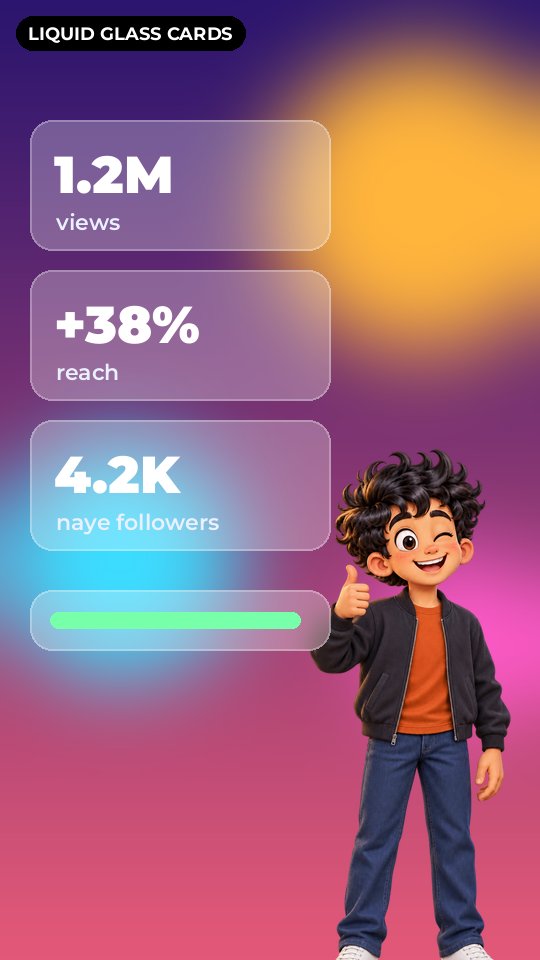 LIQUID GLASS CARDS
1.2M
views
+38%
reach
4.2K
naye followers